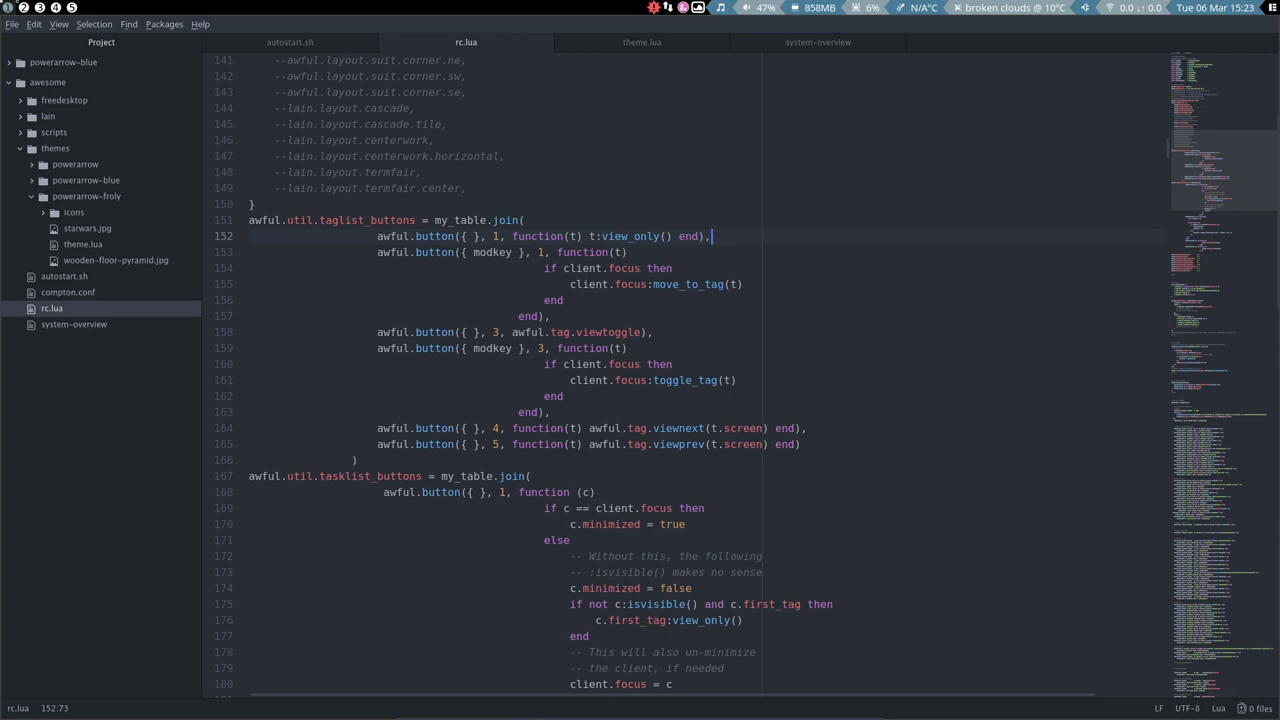 1 2 3 4 5
47% 858MB 6% N/A°C broken clouds @ 10°C 0.0 ↓↑ 0.0 Tue 06 Mar 15:23
File Edit View Selection Find Packages Help
Project
powerarrow-blue
awesome
freedesktop
lain
scripts
themes
powerarrow
powerarrow-blue
powerarrow-froly
icons
starwars.jpg
theme.lua
wooden-floor-pyramid.jpg
autostart.sh
compton.conf
rc.lua
system-overview
autostart.sh rc.lua theme.lua system-overview
141 --awful.layout.suit.corner.ne,
142 --awful.layout.suit.corner.sw,
143 --awful.layout.suit.corner.se,
144 --lain.layout.cascade,
145 --lain.layout.cascade.tile,
146 --lain.layout.centerwork,
147 --lain.layout.centerwork.horizontal,
148 --lain.layout.termfair,
149 --lain.layout.termfair.center,
150 }
151 awful.util.taglist_buttons = my_table.join(
152 awful.button({ }, 1, function(t) t:view_only() end),
153 awful.button({ modkey }, 1, function(t)
154 if client.focus then
155 client.focus:move_to_tag(t)
156 end
157 end),
158 awful.button({ }, 3, awful.tag.viewtoggle),
159 awful.button({ modkey }, 3, function(t)
160 if client.focus then
161 client.focus:toggle_tag(t)
162 end
163 end),
164 awful.button({ }, 4, function(t) awful.tag.viewnext(t.screen) end),
165 awful.button({ }, 5, function(t) awful.tag.viewprev(t.screen) end)
166 )
167 awful.util.tasklist_buttons = my_table.join(
168 awful.button({ }, 1, function (c)
169 if c == client.focus then
170 c.minimized = true
171 else
172 -- Without this, the following
173 :isvisible() makes no sense
174 c.minimized = false
175 if not c:isvisible() and c.first_tag then
176 c.first_tag:view_only()
177 end
178 -- This will also un-minimize
179 -- the client, if needed
180 client.focus = c
rc.lua 152:73
LF UTF-8 Lua 0 files